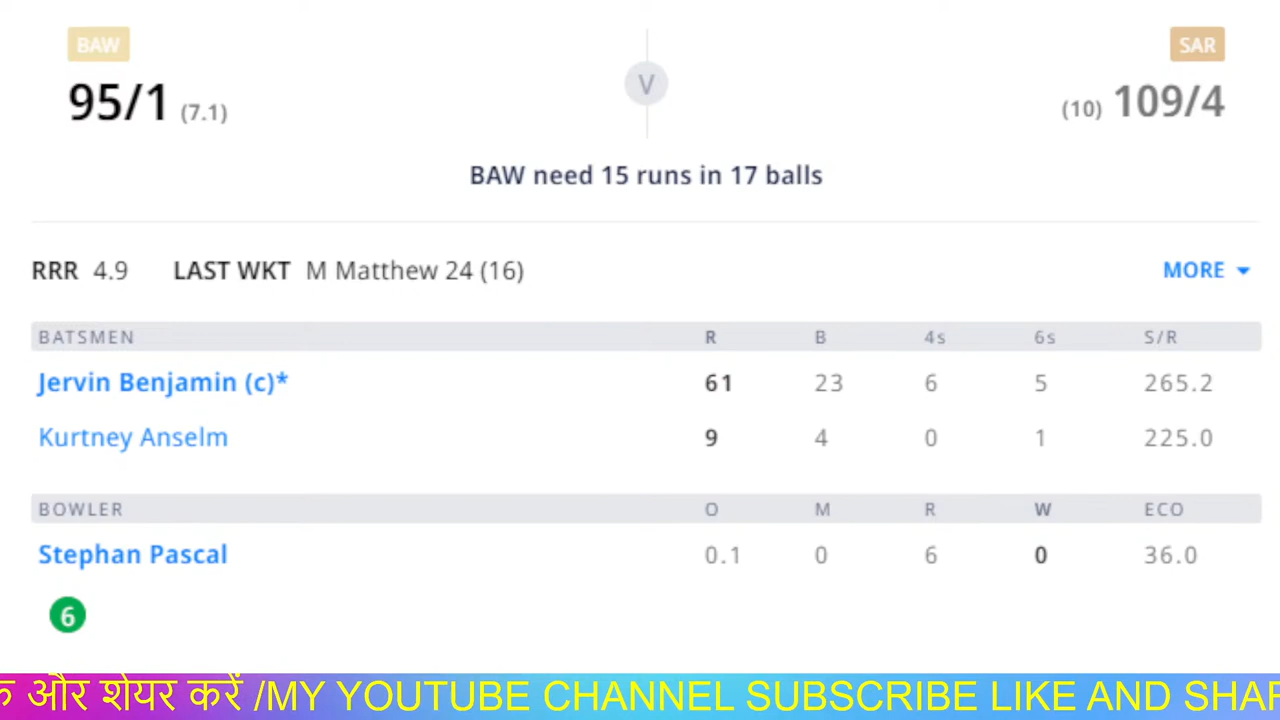 BAW SAR
95/1 (7.1) V (10) 109/4
BAW need 15 runs in 17 balls
RRR 4.9 LAST WKT M Matthew 24 (16) MORE
BATSMEN R B 4s 6s S/R
Jervin Benjamin (c)* 61 23 6 5 265.2
Kurtney Anselm 9 4 0 1 225.0
BOWLER O M R W ECO
Stephan Pascal 0.1 0 6 0 36.0
6
और शेयर करें /MY YOUTUBE CHANNEL SUBSCRIBE LIKE AND SHAR